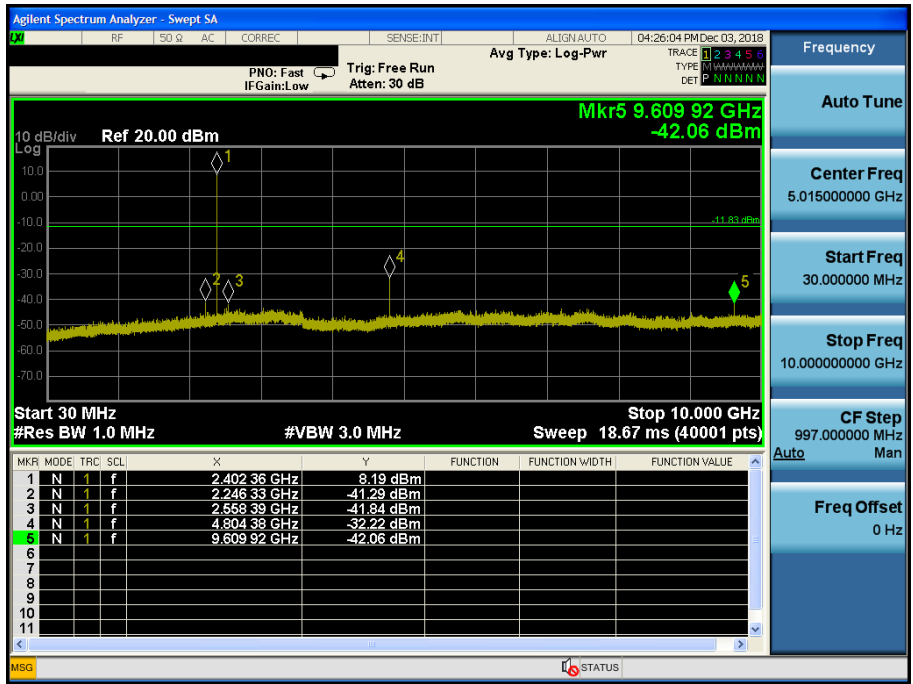 Agilent Spectrum Analyzer - Swept SA
LXI RF 50 Ω AC CORREC SENSE:INT ALIGN AUTO 04:26:04 PM Dec 03, 2018
Frequency
PNO: Fast
IFGain:Low
Trig: Free Run
Atten: 30 dB
Avg Type: Log-Pwr
TRACE 1 2 3 4 5 6
TYPE M
DET P N N N N N
Auto Tune
Mkr5 9.609 92 GHz
-42.06 dBm
10 dB/div Ref 20.00 dBm
Log
10.0
0.00
-10.0
-20.0
-30.0
-40.0
-50.0
-60.0
-70.0
1
2
3
4
5
-11.83 dBm
Center Freq
5.015000000 GHz
Start Freq
30.000000 MHz
Stop Freq
10.000000000 GHz
Start 30 MHz Stop 10.000 GHz
#Res BW 1.0 MHz #VBW 3.0 MHz Sweep 18.67 ms (40001 pts)
CF Step
997.000000 MHz
Auto Man
Freq Offset
0 Hz
MKR MODE TRC SCL X Y FUNCTION FUNCTION WIDTH FUNCTION VALUE
1 N 1 f 2.402 36 GHz 8.19 dBm
2 N 1 f 2.246 33 GHz -41.29 dBm
3 N 1 f 2.558 39 GHz -41.84 dBm
4 N 1 f 4.804 38 GHz -32.22 dBm
5 N 1 f 9.609 92 GHz -42.06 dBm
6
7
8
9
10
11
MSG STATUS